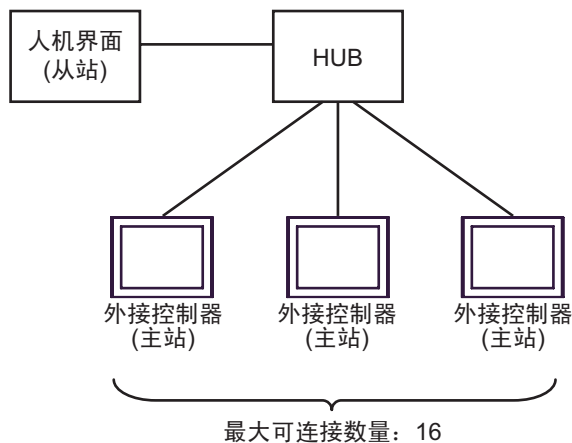 人机界面
(从站)
HUB
外接控制器
(主站)
外接控制器
(主站)
外接控制器
(主站)
最大可连接数量：16